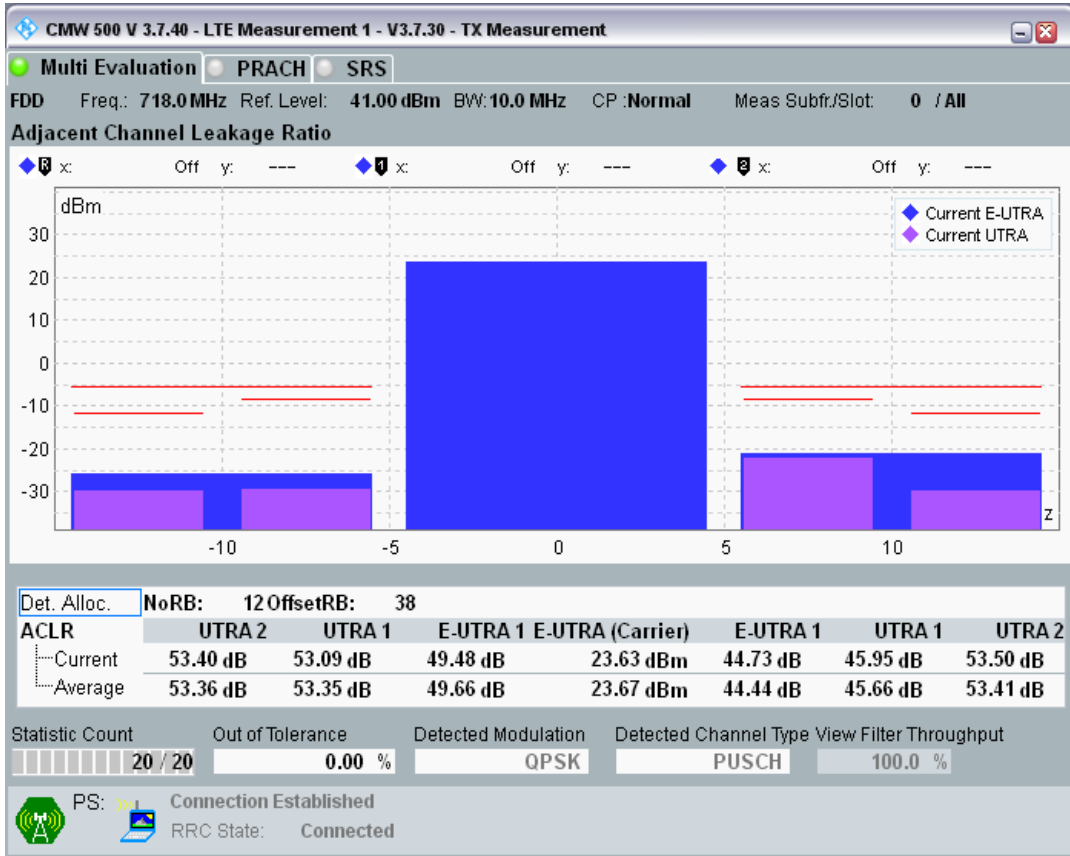 CMW 500 V 3.7.40 - LTE Measurement 1 - V3.7.30 - TX Measurement
Multi Evaluation PRACH SRS
FDD Freq.: 718.0 MHz Ref. Level: 41.00 dBm BW: 10.0 MHz CP :Normal Meas Subfr./Slot: 0 / All
Adjacent Channel Leakage Ratio
R x: Off y: --- 1 x: Off y: --- 2 x: Off y: ---
dBm
Current E-UTRA
Current UTRA
30
20
10
0
-10
-20
-30
z
-10 -5 0 5 10
Det. Alloc. NoRB: 12 OffsetRB: 38
ACLR UTRA 2 UTRA 1 E-UTRA 1 E-UTRA (Carrier) E-UTRA 1 UTRA 1 UTRA 2
Current 53.40 dB 53.09 dB 49.48 dB 23.63 dBm 44.73 dB 45.95 dB 53.50 dB
Average 53.36 dB 53.35 dB 49.66 dB 23.67 dBm 44.44 dB 45.66 dB 53.41 dB
Statistic Count Out of Tolerance Detected Modulation Detected Channel Type View Filter Throughput
20 / 20 0.00 % QPSK PUSCH 100.0 %
PS: Connection Established
RRC State: Connected